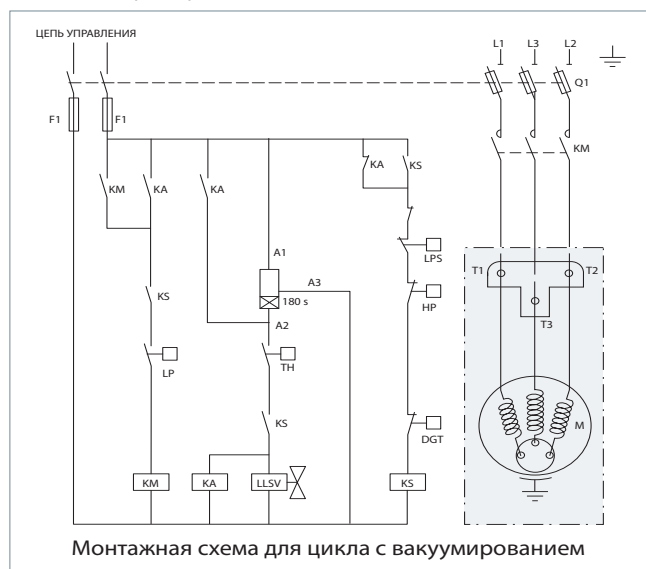 ЦЕПЬ УПРАВЛЕНИЯ
L1 L3 L2
Q1
F1 F1
KM
KA KS
KM KA KA
LPS
A1
T1 T2
A3
KS 180 s HP
T3
A2
LP TH
KS
M
DGT
KM KA LLSV KS
Монтажная схема для цикла с вакуумированием